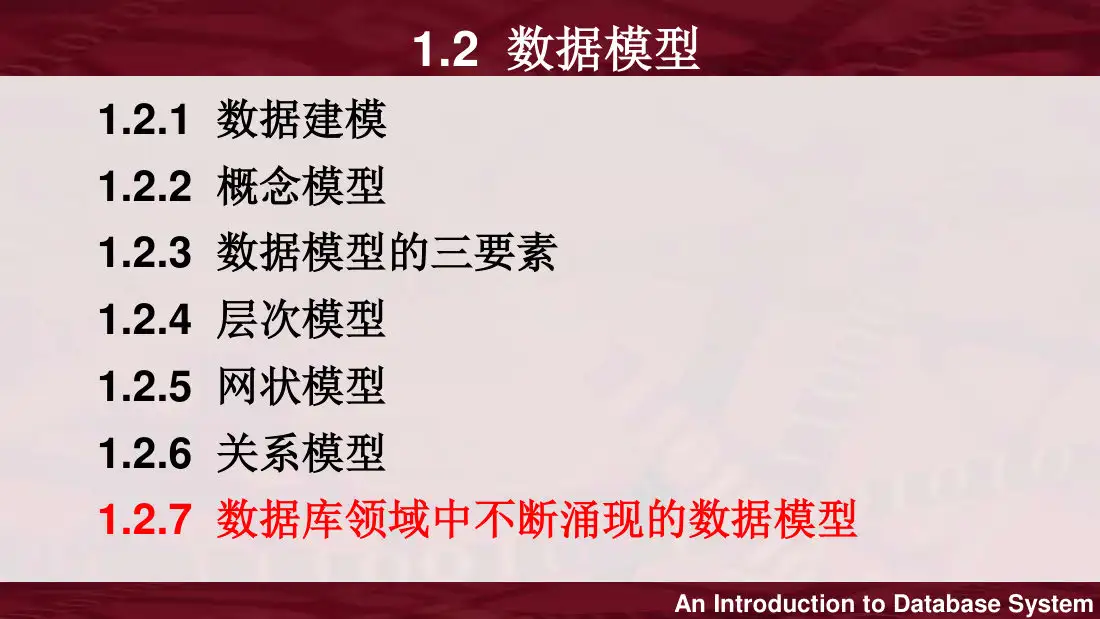 1.2 数据模型
1.2.1 数据建模
1.2.2 概念模型
1.2.3 数据模型的三要素
1.2.4 层次模型
1.2.5 网状模型
1.2.6 关系模型
1.2.7 数据库领域中不断涌现的数据模型
An Introduction to Database System